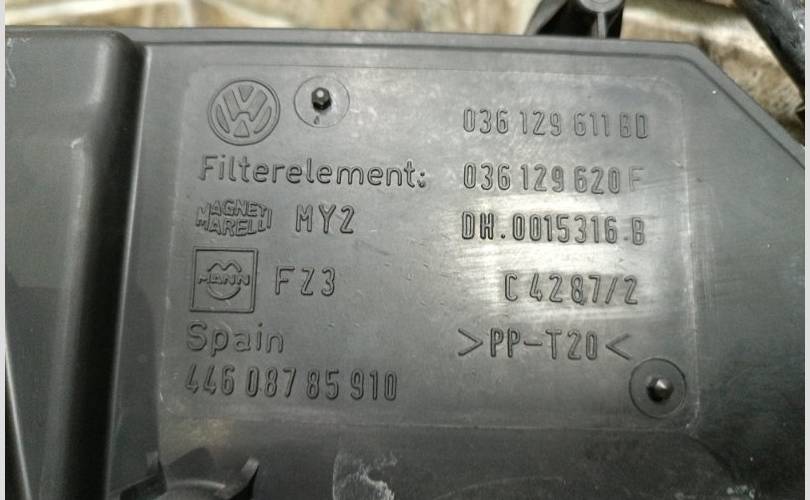 VW 036 129 611 BD
Filterelement: 036 129 620 F
MAGNETI MARELLI MY2 DH.0015316.B
MANN FZ3 C 4287/2
Spain >PP-T20<
446 087 85 910